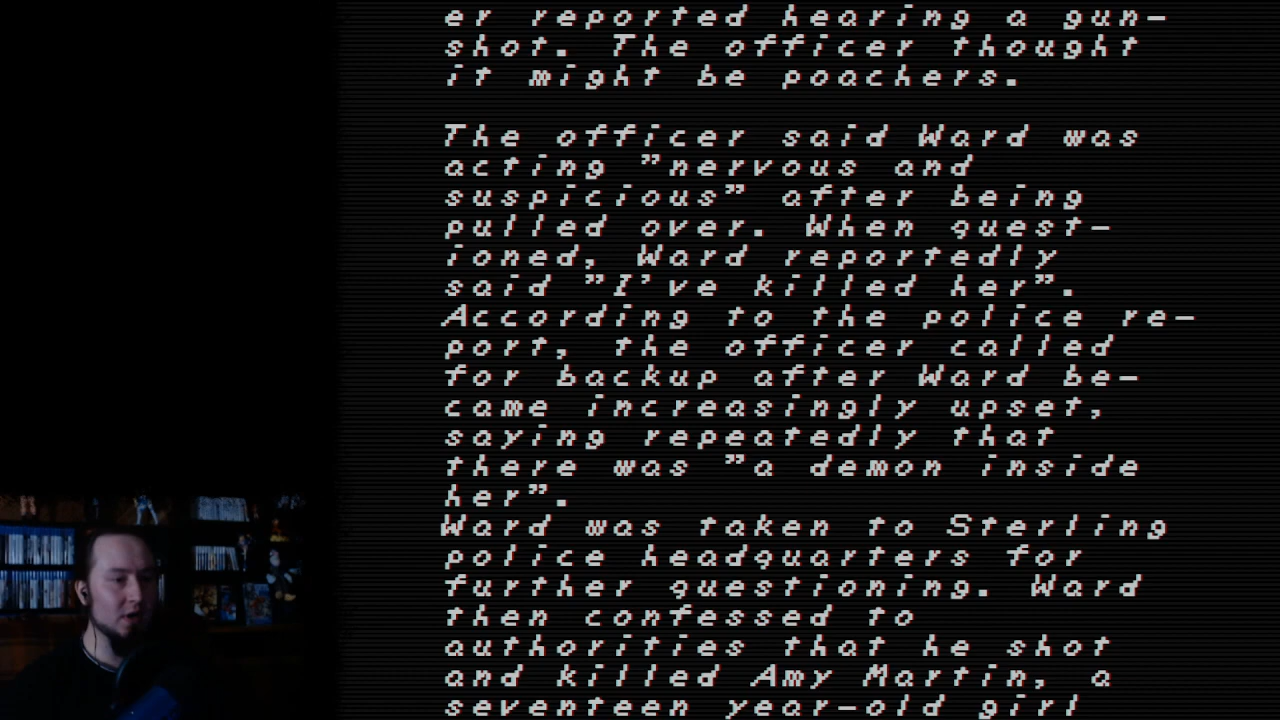 er reported hearing a gun-
shot. The officer thought
it might be poachers.
The officer said Ward was
acting "nervous and
suspicious" after being
pulled over. When quest-
ioned, Ward reportedly
said "I've killed her".
According to the police re-
port, the officer called
for backup after Ward be-
came increasingly upset,
saying repeatedly that
there was "a demon inside
her".
Ward was taken to Sterling
police headquarters for
further questioning. Ward
then confessed to
authorities that he shot
and killed Amy Martin, a
seventeen year-old girl